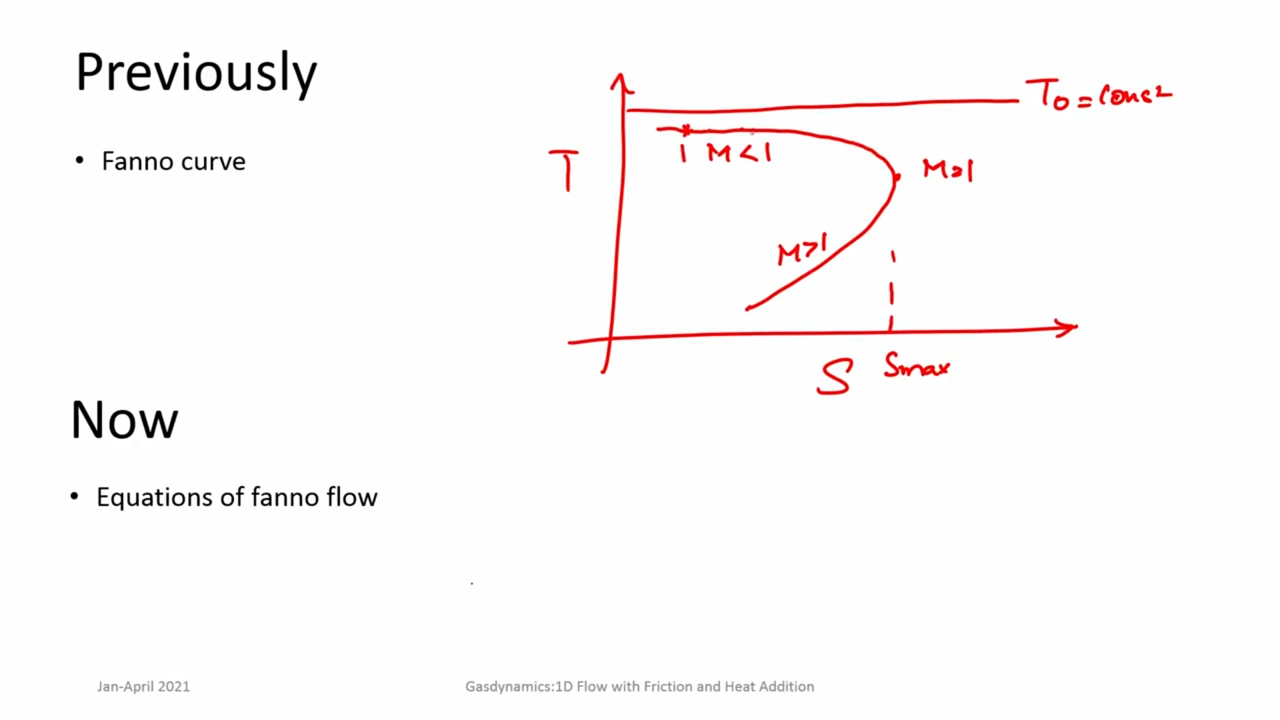 Previously
• Fanno curve
T₀ = const
T
1 M < 1
M = 1
M > 1
S Smax
Now
• Equations of fanno flow
Jan-April 2021
Gasdynamics:1D Flow with Friction and Heat Addition